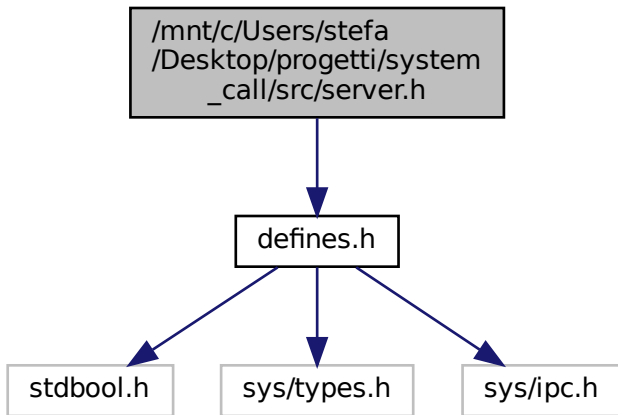 /mnt/c/Users/stefa
/Desktop/progetti/system
_call/src/server.h
defines.h
stdbool.h
sys/types.h
sys/ipc.h